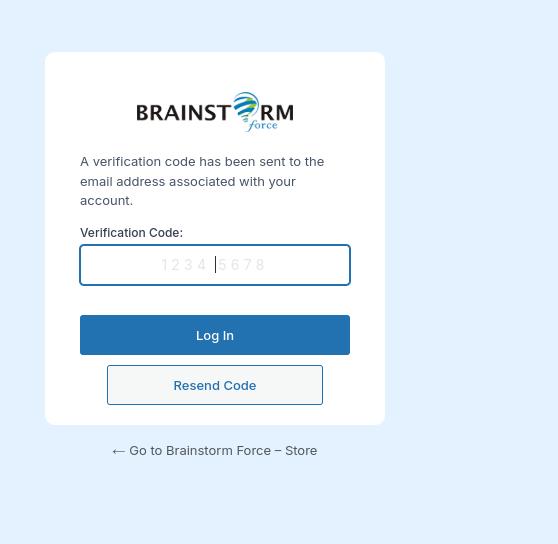 BRAINSTORM
force
A verification code has been sent to the
email address associated with your
account.
Verification Code:
1234 5678
Log In
Resend Code
← Go to Brainstorm Force – Store